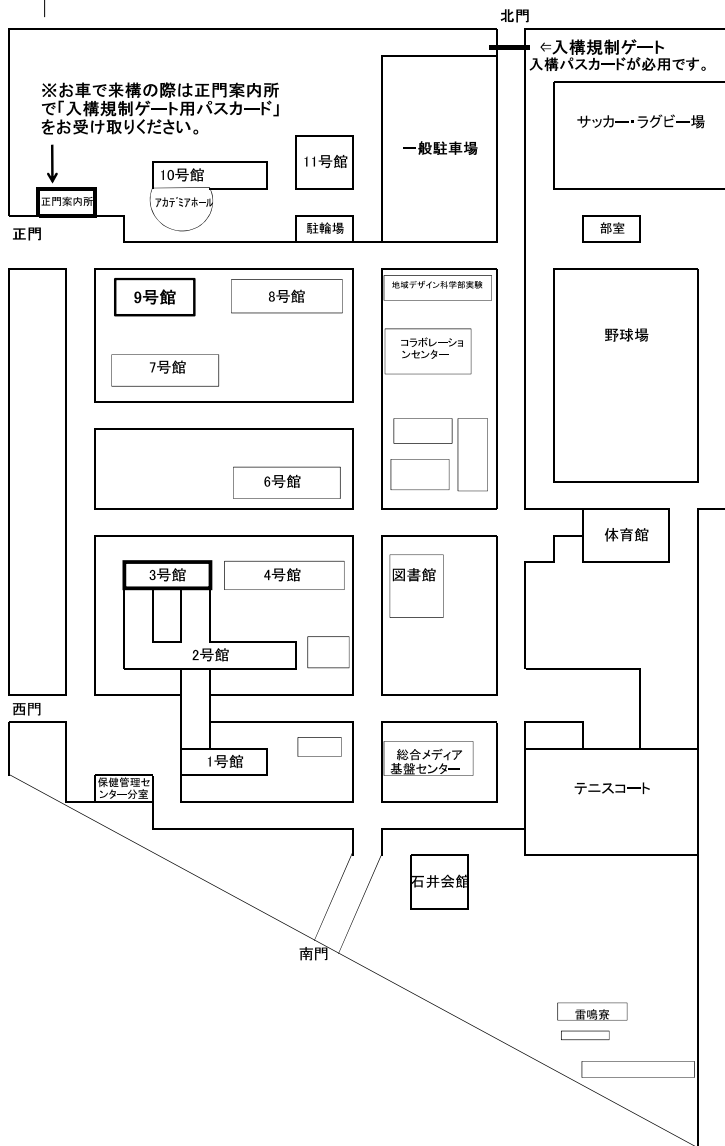 北門
⇐入構規制ゲート
入構パスカードが必用です。
※お車で来構の際は正門案内所
で「入構規制ゲート用パスカード」
をお受け取りください。
サッカー・ラグビー場
一般駐車場
11号館
10号館
正門案内所
アカデミアホール
駐輪場
部室
正門
地域デザイン科学部実験
9号館
8号館
野球場
コラボレーショ
ンセンター
7号館
6号館
体育館
3号館
4号館
図書館
2号館
西門
1号館
総合メディア
基盤センター
保健管理セ
ンター分室
テニスコート
石井会館
南門
雷鳴寮